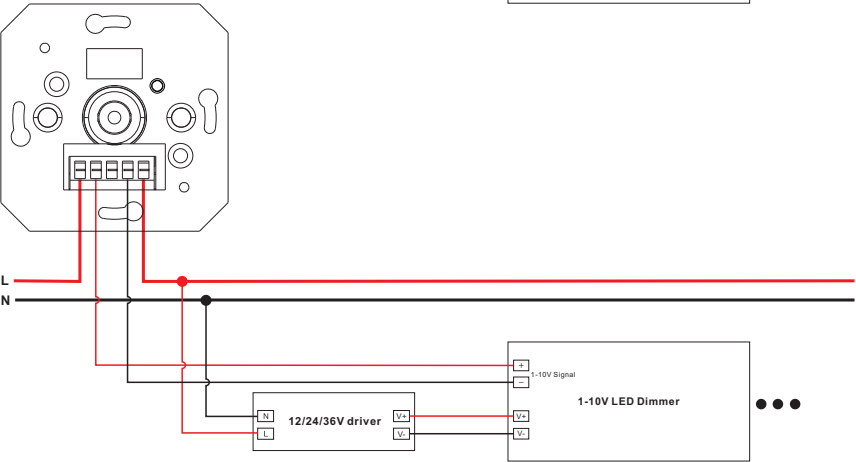 L
N
+
1-10V Signal
–
1-10V LED Dimmer
N
12/24/36V driver
V+
V+
L
V-
V-